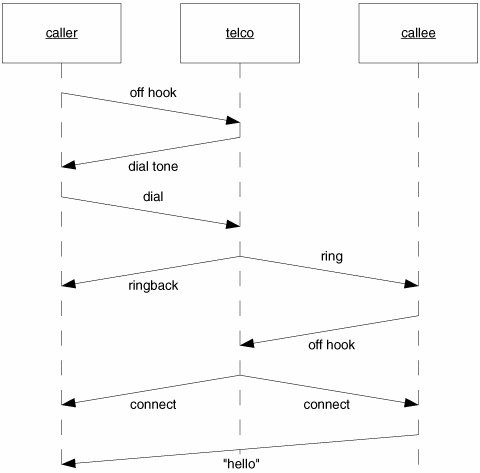 caller
telco
callee
off hook
dial tone
dial
ring
ringback
off hook
connect
connect
"hello"